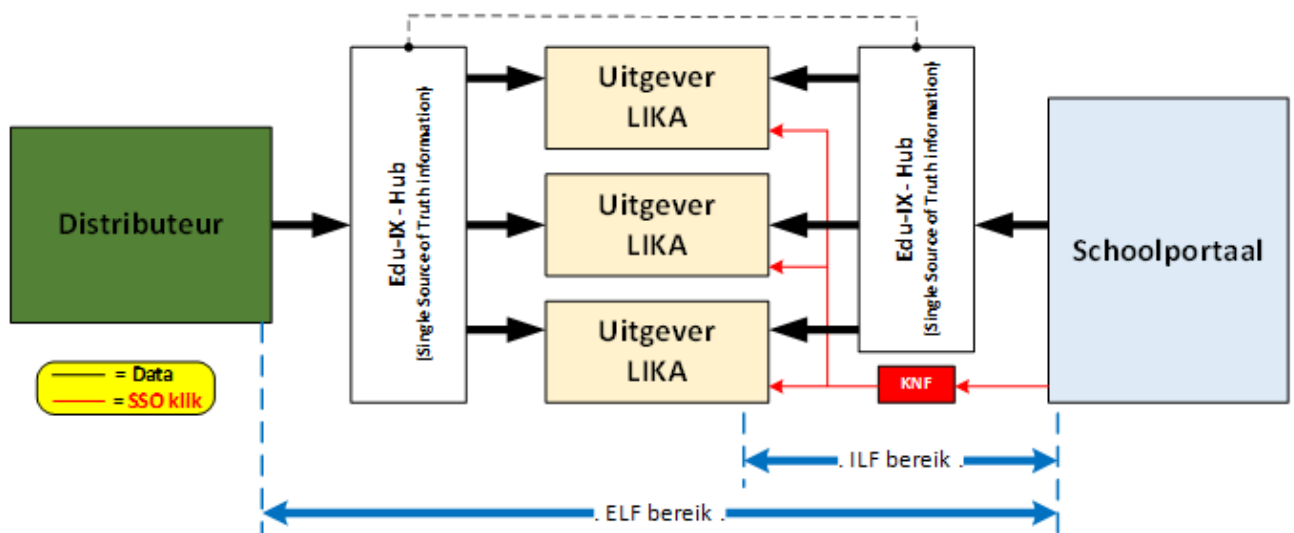 Distributeur
Edu-IX - Hub
[Single Source of Truth information]
Uitgever
LIKA
Uitgever
LIKA
Uitgever
LIKA
Edu-IX - Hub
[Single Source of Truth information]
Schoolportaal
KNF
= Data
= SSO klik
. ILF bereik .
. ELF bereik .